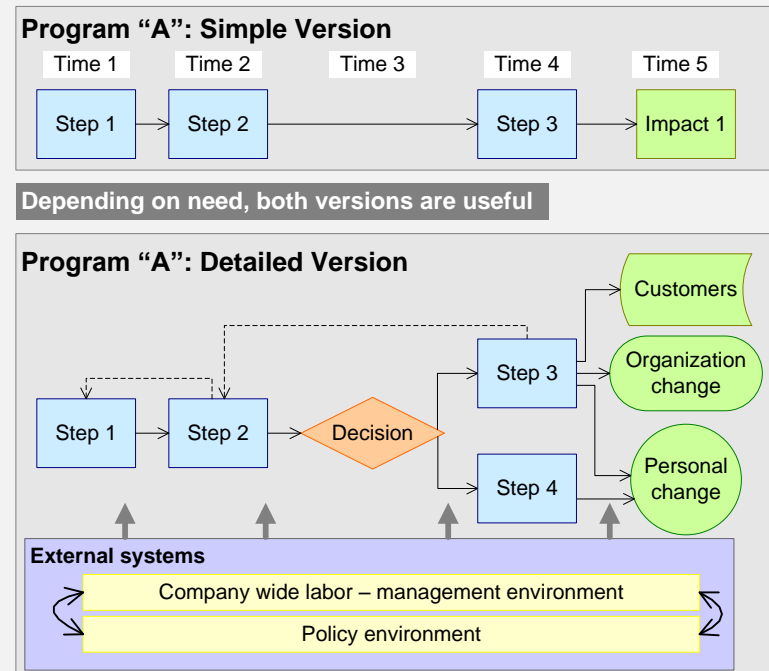 Program “A”: Simple Version
Time 1 Time 2 Time 3 Time 4 Time 5
Step 1 Step 2 Step 3 Impact 1
Depending on need, both versions are useful
Program “A”: Detailed Version
Customers
Organization
change
Step 3
Step 1 Step 2 Decision
Personal
change
Step 4
External systems
Company wide labor – management environment
Policy environment